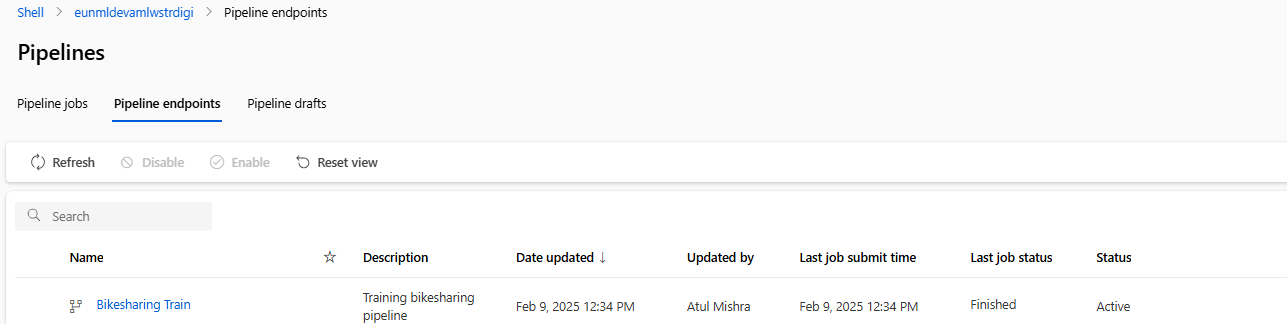 Shell > eunmldevamlwstrdigi > Pipeline endpoints
Pipelines
Pipeline jobs Pipeline endpoints Pipeline drafts
Refresh Disable Enable Reset view
Search
Name Description Date updated ↓ Updated by Last job submit time Last job status Status
Bikesharing Train Training bikesharing pipeline Feb 9, 2025 12:34 PM Atul Mishra Feb 9, 2025 12:34 PM Finished Active